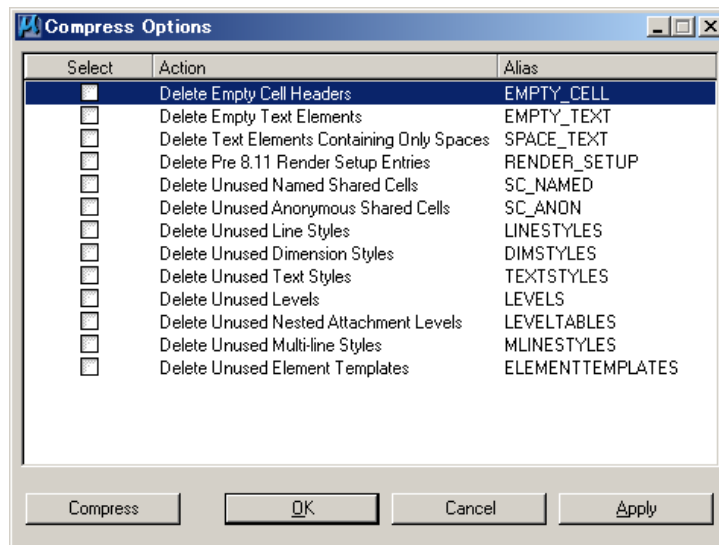 Compress Options
Select Action Alias
Delete Empty Cell Headers EMPTY_CELL
Delete Empty Text Elements EMPTY_TEXT
Delete Text Elements Containing Only Spaces SPACE_TEXT
Delete Pre 8.11 Render Setup Entries RENDER_SETUP
Delete Unused Named Shared Cells SC_NAMED
Delete Unused Anonymous Shared Cells SC_ANON
Delete Unused Line Styles LINESTYLES
Delete Unused Dimension Styles DIMSTYLES
Delete Unused Text Styles TEXTSTYLES
Delete Unused Levels LEVELS
Delete Unused Nested Attachment Levels LEVELTABLES
Delete Unused Multi-line Styles MLINESTYLES
Delete Unused Element Templates ELEMENTTEMPLATES
Compress OK Cancel Apply